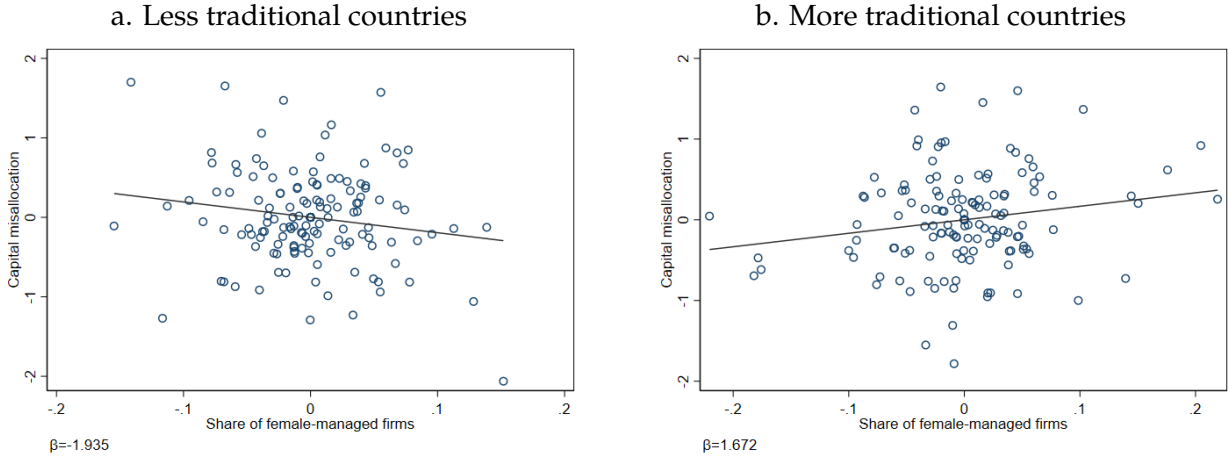 a. Less traditional countries
2
1
0
-1
-2
Capital misallocation
-.2
-.1
0
.1
.2
Share of female-managed firms
β=-1.935
b. More traditional countries
2
1
0
-1
-2
Capital misallocation
-.2
-.1
0
.1
.2
Share of female-managed firms
β=1.672